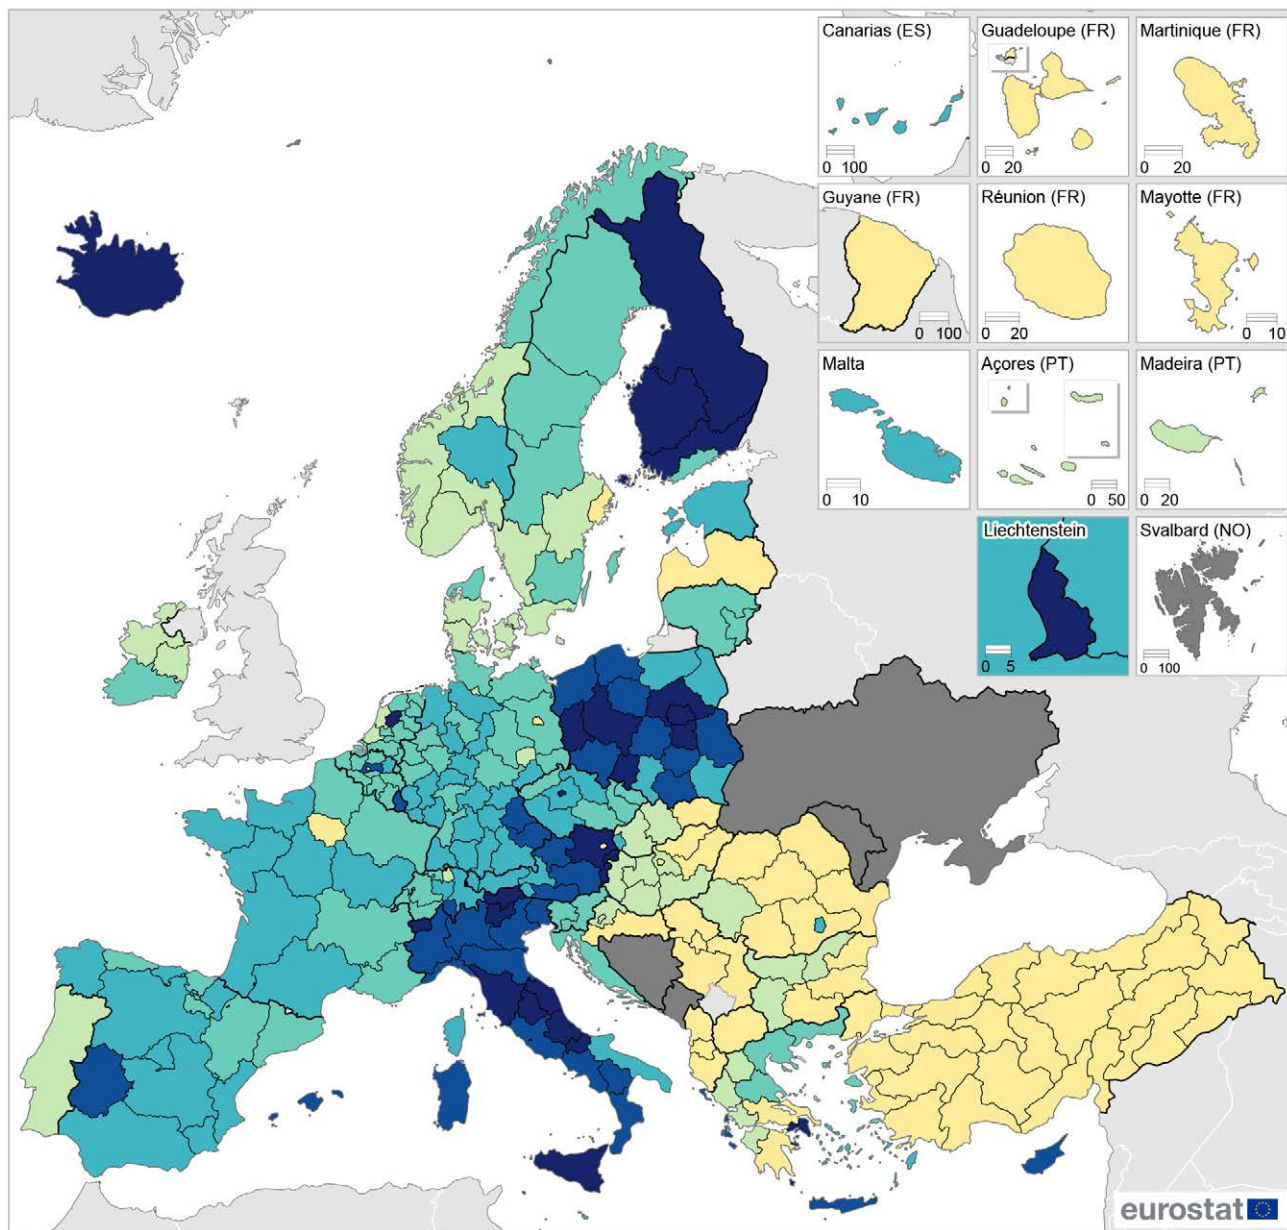 Canarias (ES)
0 100
Guadeloupe (FR)
0 20
Martinique (FR)
0 20
Guyane (FR)
0 100
Réunion (FR)
0 20
Mayotte (FR)
0 10
Malta
0 10
Açores (PT)
0 50
Madeira (PT)
0 20
Liechtenstein
0 5
Svalbard (NO)
0 100
eurostat